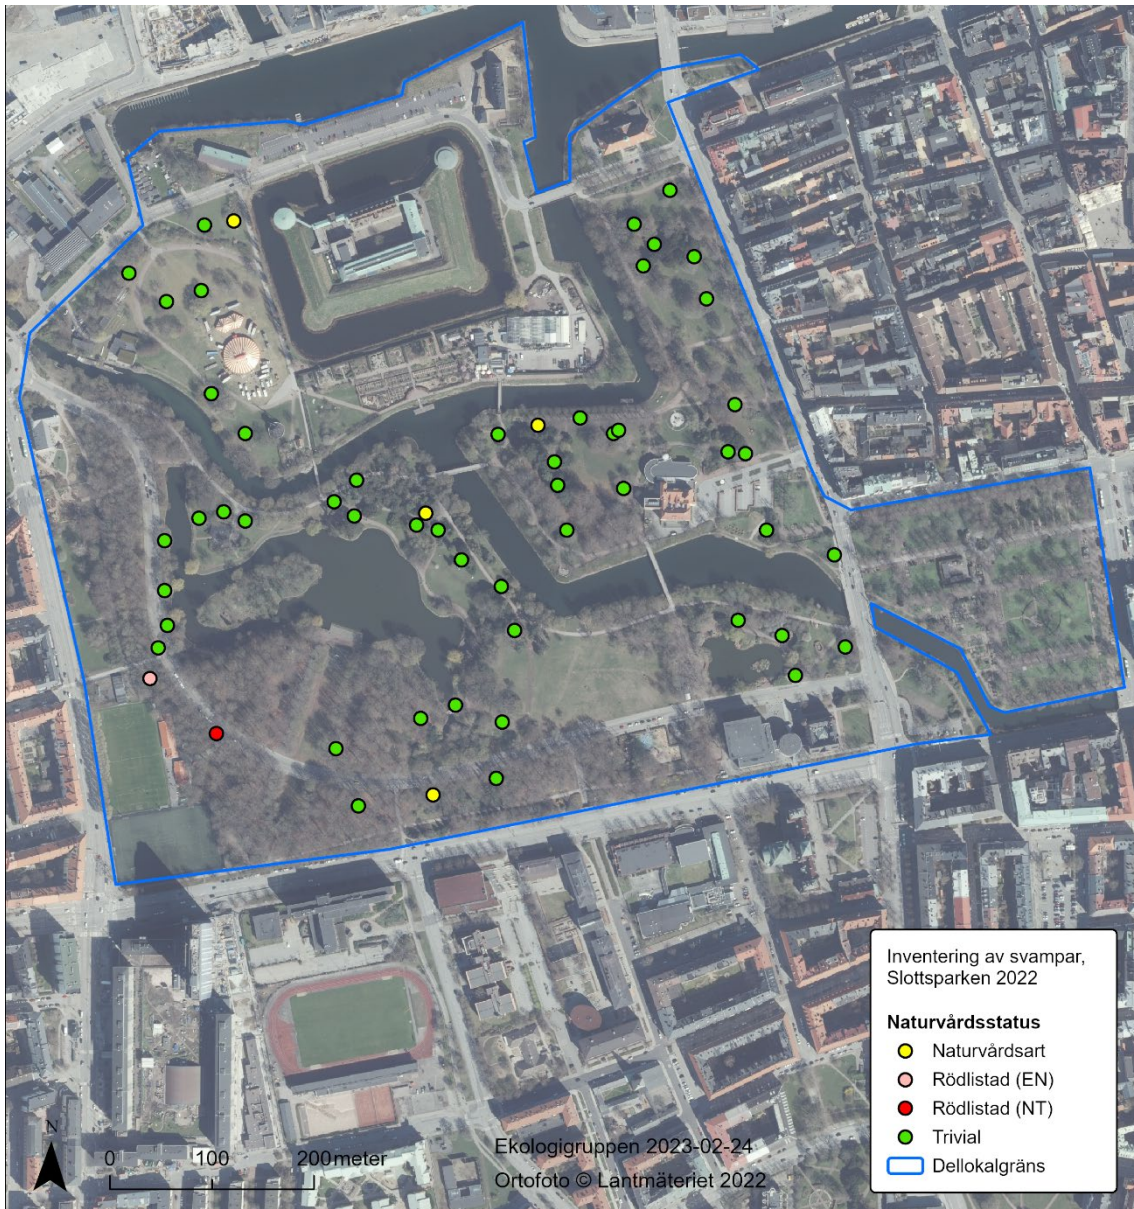 Inventering av svampar,
Slottsparken 2022
Naturvårdsstatus
Naturvårdsart
Rödlistad (EN)
Rödlistad (NT)
Trivial
Dellokalgräns
N
0 100 200 meter
Ekologigruppen 2023-02-24
Ortofoto © Lantmäteriet 2022